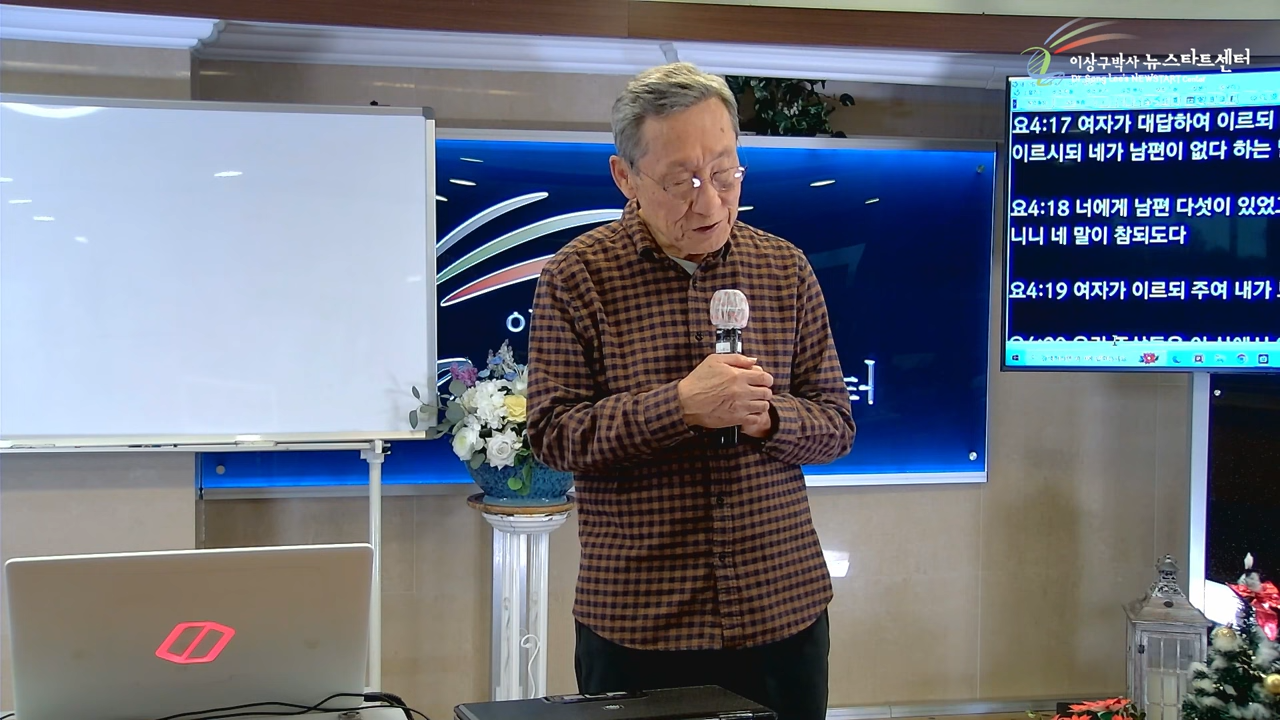 이상구박사 뉴스타트센터
요4:17 여자가 대답하여 이르되
이르시되 네가 남편이 없다 하는
요4:18 너에게 남편 다섯이 있었
니니 네 말이 참되도다
요4:19 여자가 이르되 주여 내가